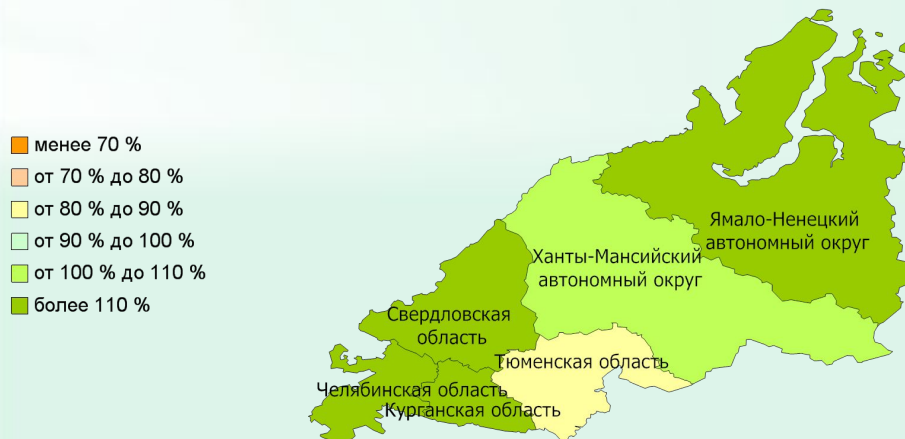 менее 70 %
от 70 % до 80 %
от 80 % до 90 %
от 90 % до 100 %
от 100 % до 110 %
более 110 %
Ямало-Ненецкий
автономный округ
Ханты-Мансийский
автономный округ
Свердловская
область
Тюменская область
Челябинская область
Курганская область